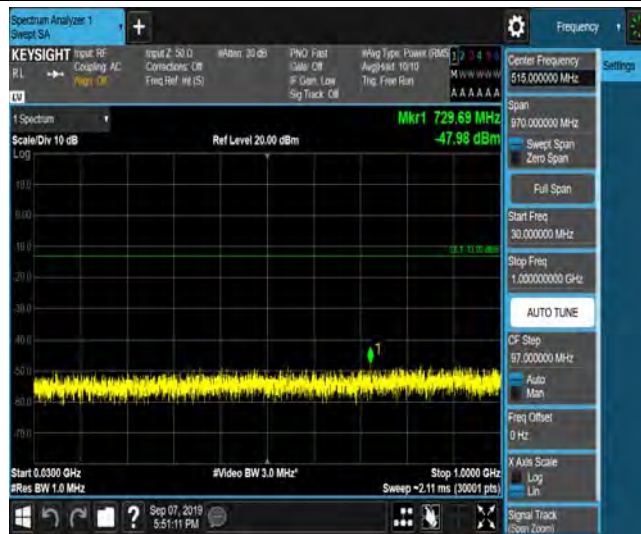 Spectrum Analyzer 1
Swept SA
Frequency
KEYSIGHT
RL
LV
Input: RF
Coupling: AC
Align: Off
Input Z: 50 Ω
Corrections: Off
Freq Ref: Int (S)
#Atten: 30 dB
PNO: Fast
Gate: Off
IF Gain: Low
Sig Track: Off
#Avg Type: Power (RMS)
Avg|Hold: 10/10
Trig: Free Run
1 2 3 4 5 6
M W W W W W
A A A A A A
1 Spectrum
Mkr1 729.69 MHz
Scale/Div 10 dB
Ref Level 20.00 dBm
-47.98 dBm
Log
10.0
0.00
-10.0
-20.0
-30.0
-40.0
1
-50.0
-60.0
-70.0
Start 0.0300 GHz
#Video BW 3.0 MHz*
Stop 1.0000 GHz
#Res BW 1.0 MHz
Sweep ~2.11 ms (30001 pts)
Sep 07, 2019
5:51:11 PM
Center Frequency
515.000000 MHz
Settings
Span
970.000000 MHz
Swept Span
Zero Span
Full Span
Start Freq
30.000000 MHz
Stop Freq
1.000000000 GHz
AUTO TUNE
CF Step
97.000000 MHz
Auto
Man
Freq Offset
0 Hz
X Axis Scale
Log
Lin
Signal Track
(Span Zoom)